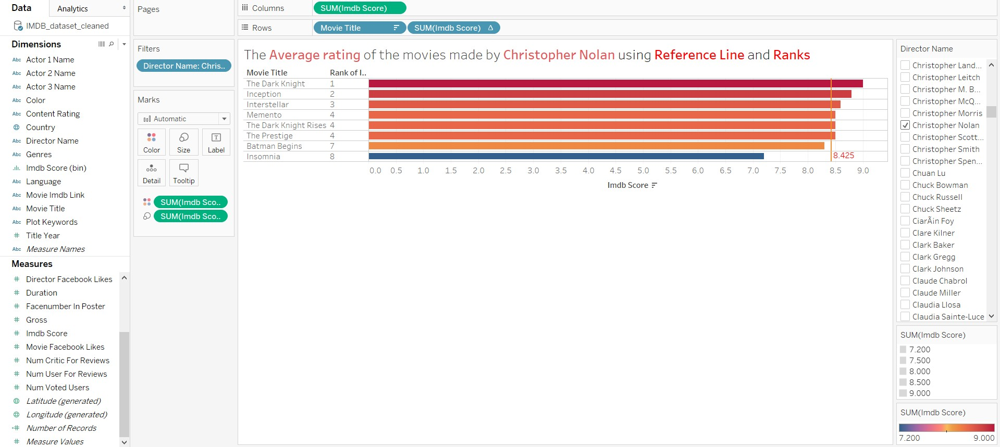 Data
Analytics
IMDB_dataset_cleaned
Dimensions
Abc Actor 1 Name
Abc Actor 2 Name
Abc Actor 3 Name
Abc Color
Abc Content Rating
Country
Abc Director Name
Abc Genres
Imdb Score (bin)
Abc Language
Abc Movie Imdb Link
Abc Movie Title
Abc Plot Keywords
# Title Year
Abc Measure Names
Measures
# Director Facebook Likes
# Duration
# Facenumber In Poster
# Gross
# Imdb Score
# Movie Facebook Likes
# Num Critic For Reviews
# Num User For Reviews
# Num Voted Users
Latitude (generated)
Longitude (generated)
=# Number of Records
# Measure Values
Pages
Filters
Director Name: Chris..
Marks
Automatic
Color
Size
Label
Detail
Tooltip
SUM(Imdb Sco..
SUM(Imdb Sco..
Columns
SUM(Imdb Score)
Rows
Movie Title
SUM(Imdb Score) Δ
The Average rating of the movies made by Christopher Nolan using Reference Line and Ranks
Movie Title Rank of I..
The Dark Knight 1
Inception 2
Interstellar 3
Memento 4
The Dark Knight Rises 4
The Prestige 4
Batman Begins 7
Insomnia 8
8.425
0.0 0.5 1.0 1.5 2.0 2.5 3.0 3.5 4.0 4.5 5.0 5.5 6.0 6.5 7.0 7.5 8.0 8.5 9.0
Imdb Score
Director Name
Christopher Land...
Christopher Leitch
Christopher M. B...
Christopher McQ...
Christopher Morris
Christopher Nolan
Christopher Scott...
Christopher Smith
Christopher Spen...
Chuan Lu
Chuck Bowman
Chuck Russell
Chuck Sheetz
CiarÃin Foy
Clare Kilner
Clark Baker
Clark Gregg
Clark Johnson
Claude Chabrol
Claude Miller
Claudia Llosa
Claudia Sainte-Luce
SUM(Imdb Score)
7.200
7.500
8.000
8.500
9.000
SUM(Imdb Score)
7.200 9.000